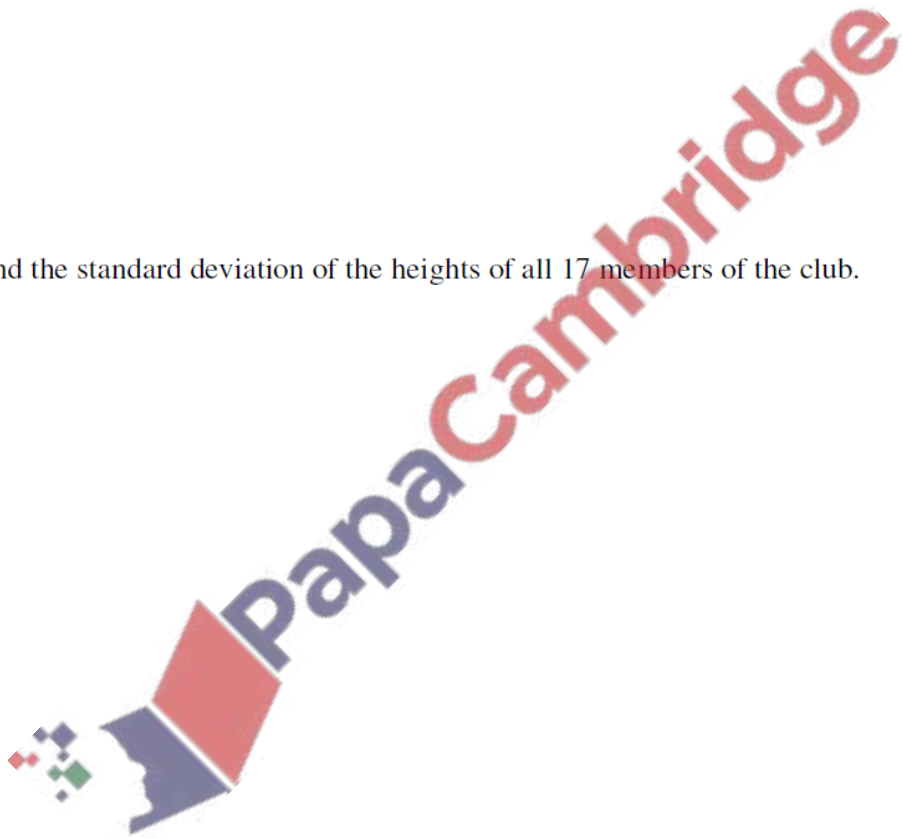 nd the standard deviation of the heights of all 17 members of the club.
PapaCambridge